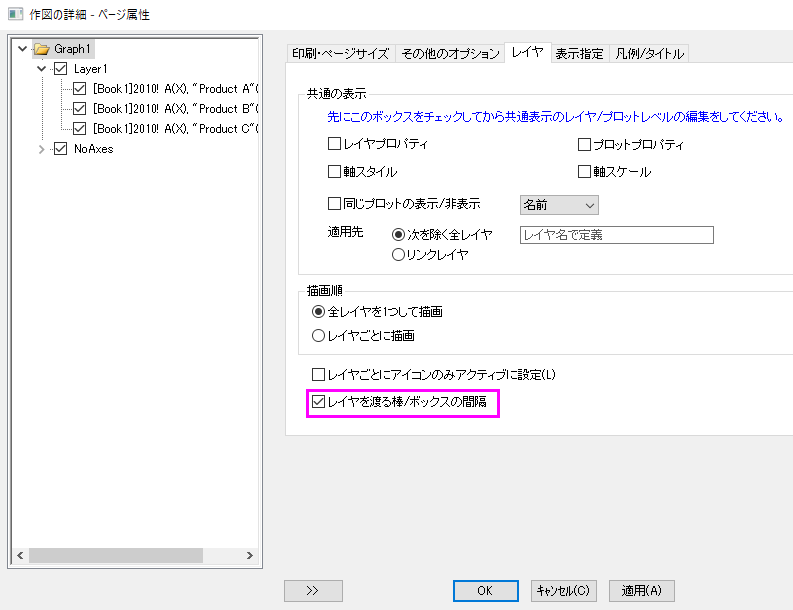 作図の詳細 - ページ属性
Graph1
Layer1
[Book1]2010! A(X), "Product A"(
[Book1]2010! A(X), "Product B"(
[Book1]2010! A(X), "Product C"(
NoAxes
印刷・ページサイズ その他のオプション レイヤ 表示指定 凡例/タイトル
共通の表示
先にこのボックスをチェックしてから共通表示のレイヤ/プロットレベルの編集をしてください。
レイヤプロパティ プロットプロパティ
軸スタイル 軸スケール
同じプロットの表示/非表示 名前
適用先 次を除く全レイヤ レイヤ名で定義
リンクレイヤ
描画順
全レイヤを1つして描画
レイヤごとに描画
レイヤごとにアイコンのみアクティブに設定(L)
レイヤを渡る棒/ボックスの間隔
>> OK キャンセル(C) 適用(A)